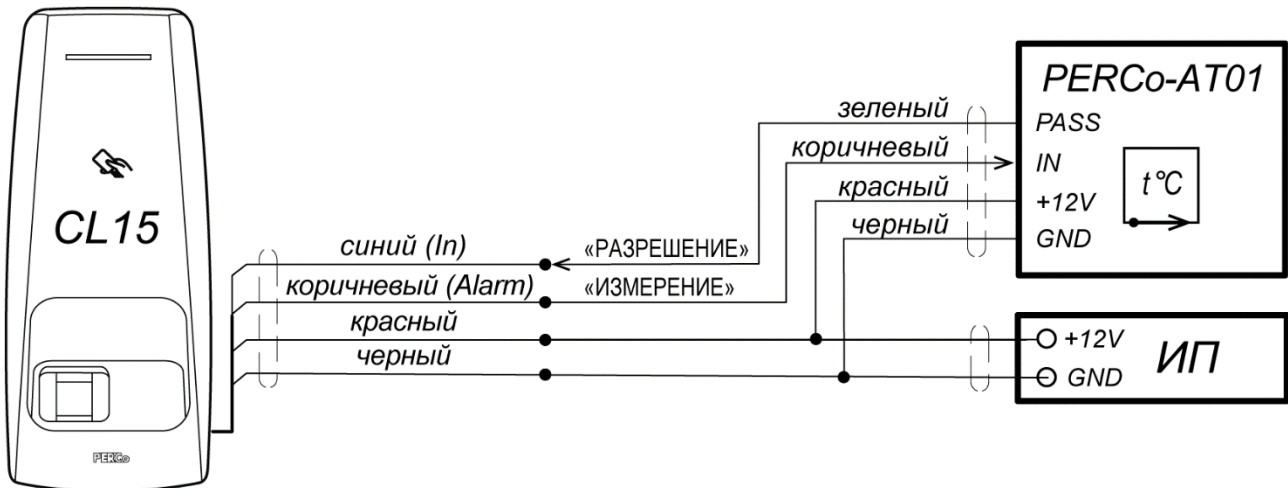 CL15
PERCo
синий (In)
коричневый (Alarm)
красный
черный
«РАЗРЕШЕНИЕ»
«ИЗМЕРЕНИЕ»
зеленый
коричневый
красный
черный
PERCo-AT01
PASS
IN
+12V
GND
t°C
+12V
GND
ИП